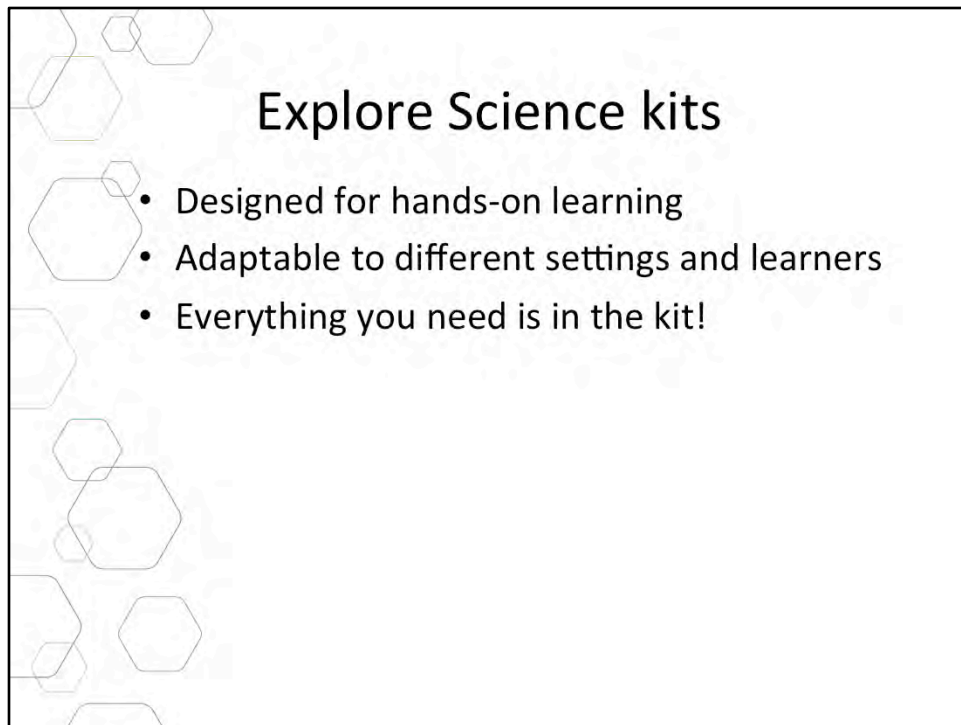 Explore Science kits
• Designed for hands-on learning
• Adaptable to different settings and learners
• Everything you need is in the kit!